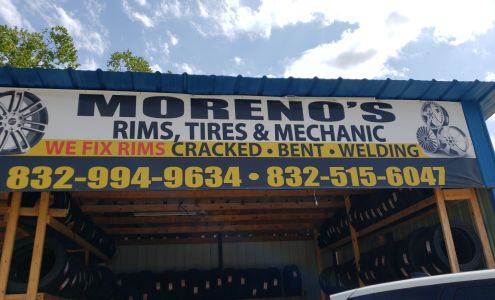 MORENO'S
RIMS, TIRES & MECHANIC
WE FIX RIMS CRACKED • BENT • WELDING
832-994-9634 • 832-515-6047